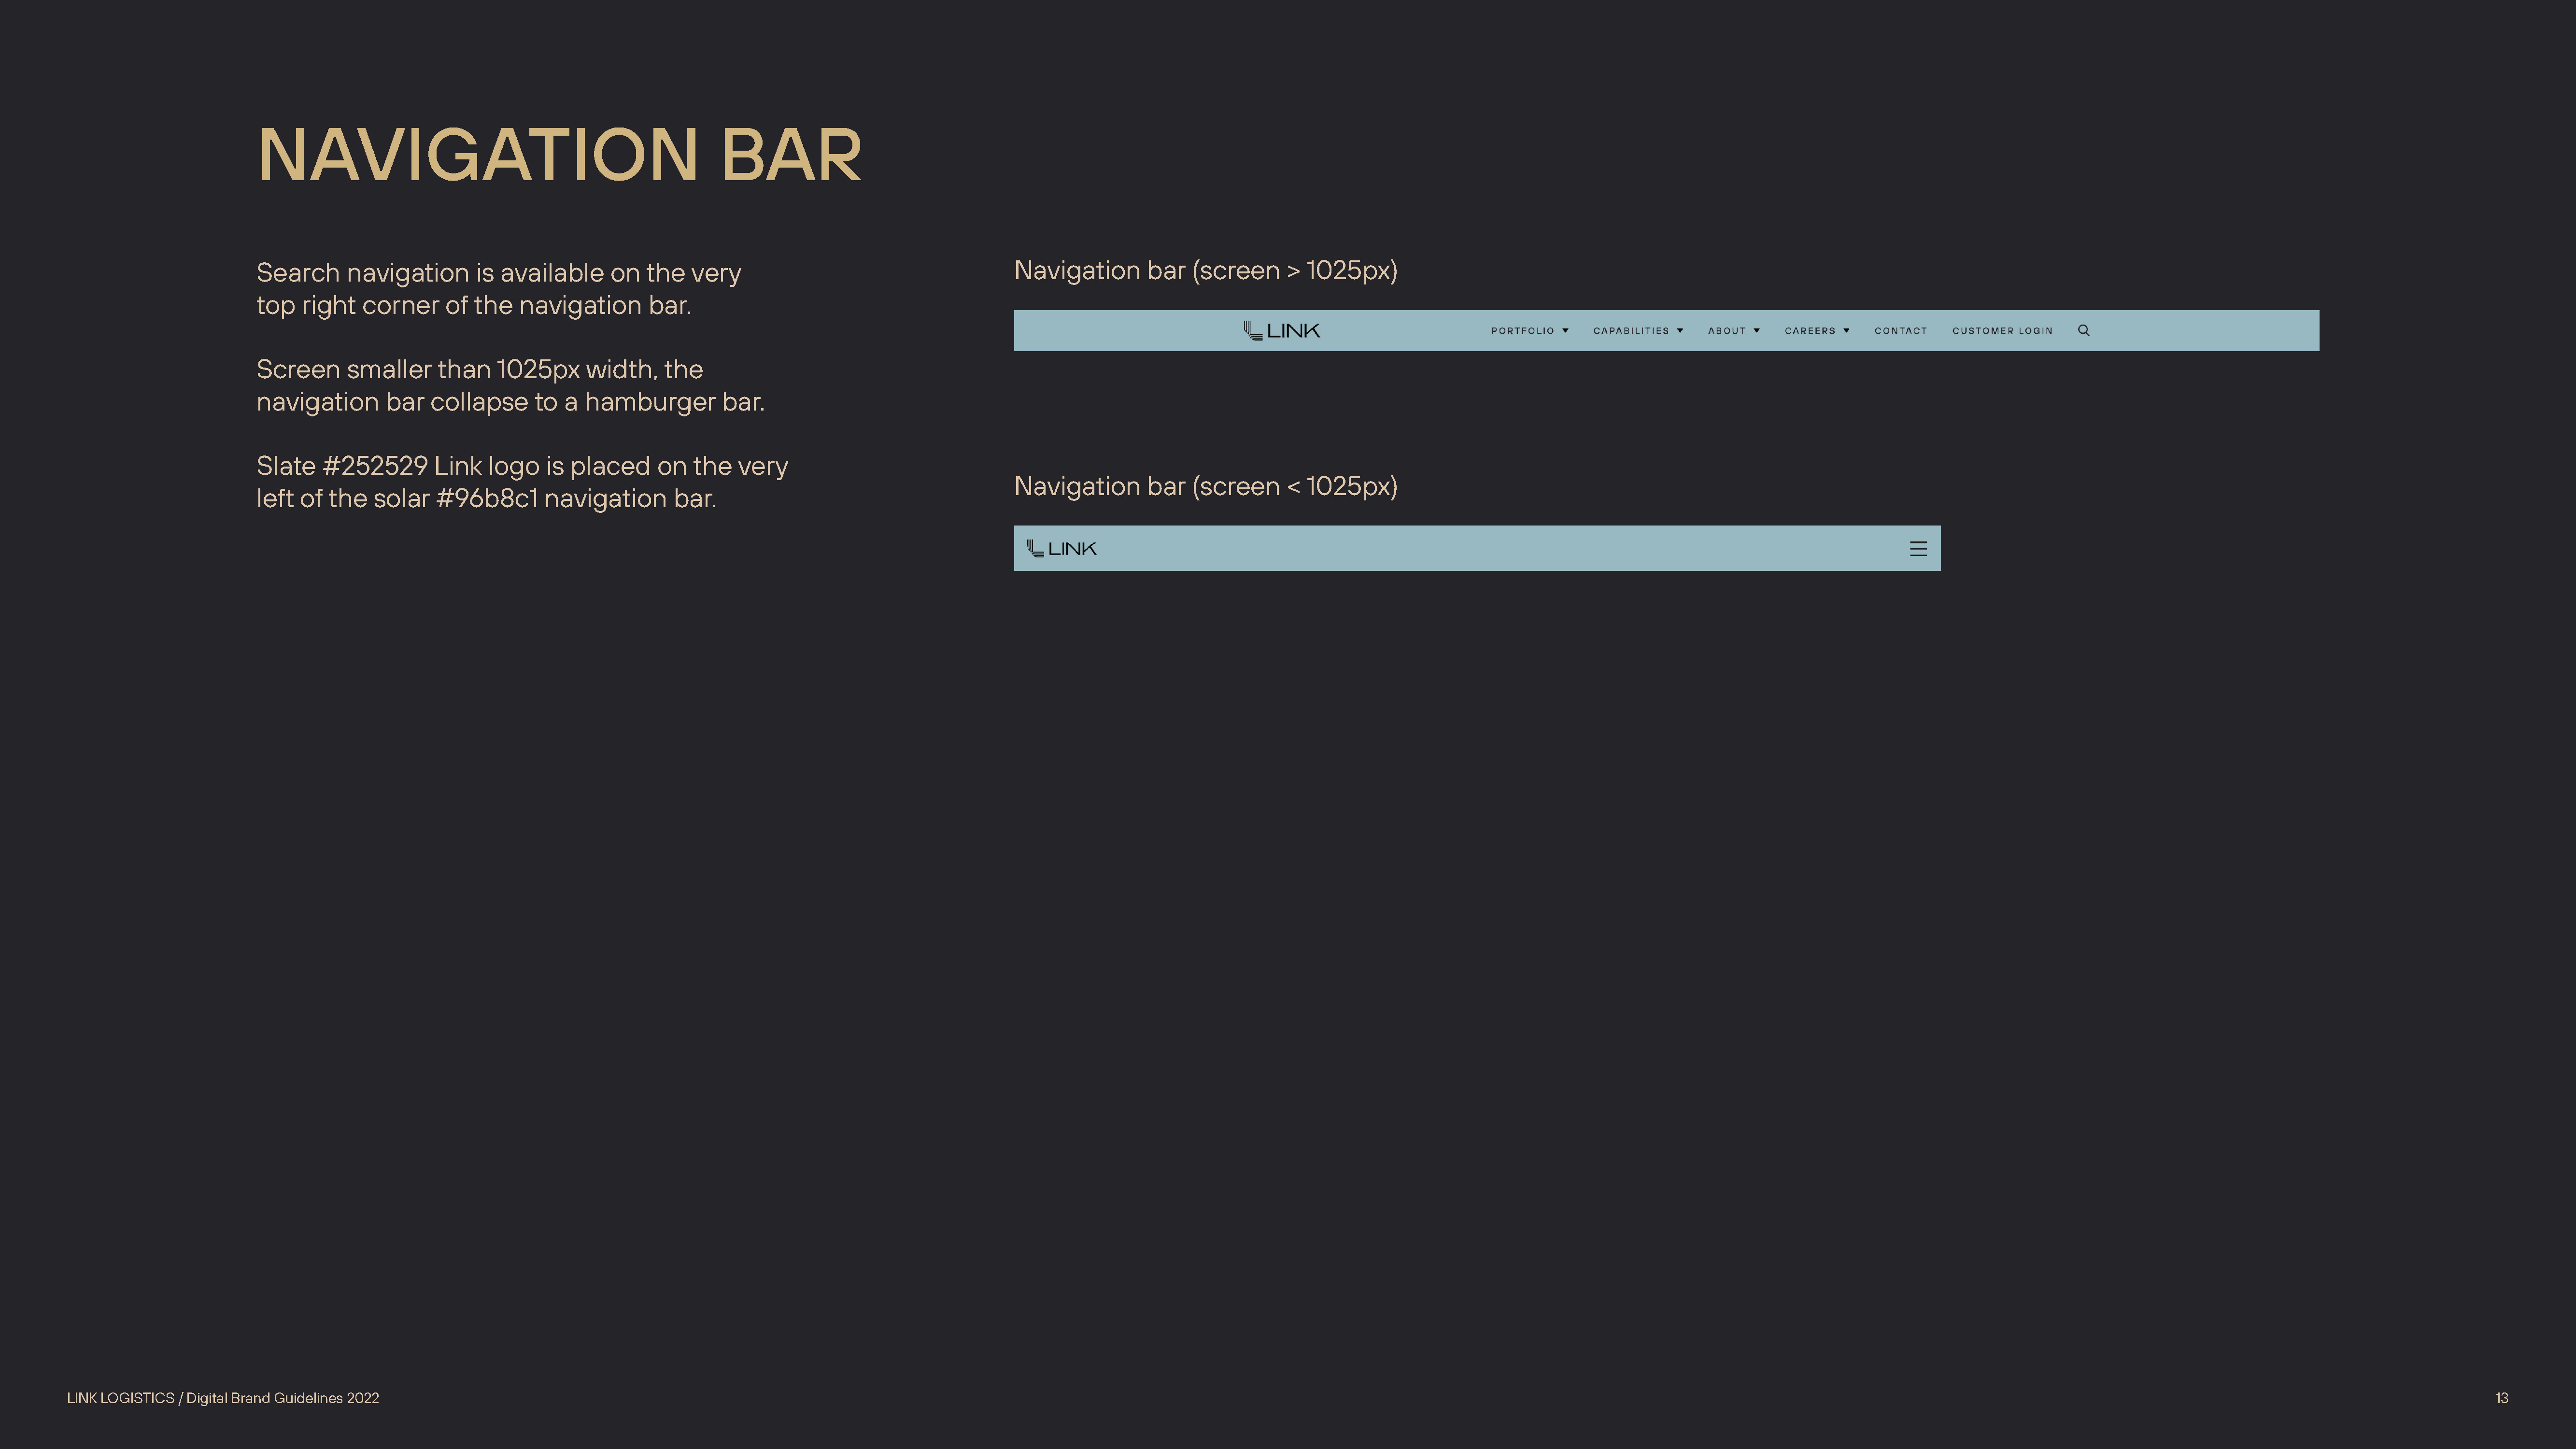 NAVIGATION BAR
Search navigation is available on the very
top right corner of the navigation bar.
Screen smaller than 1025px width, the
navigation bar collapse to a hamburger bar.
Slate #252529 Link logo is placed on the very
left of the solar #96b8c1 navigation bar.
Navigation bar (screen > 1025px)
LINK PORTFOLIO CAPABILITIES ABOUT CAREERS CONTACT CUSTOMER LOGIN
Navigation bar (screen < 1025px)
LINK
LINK LOGISTICS / Digital Brand Guidelines 2022
13